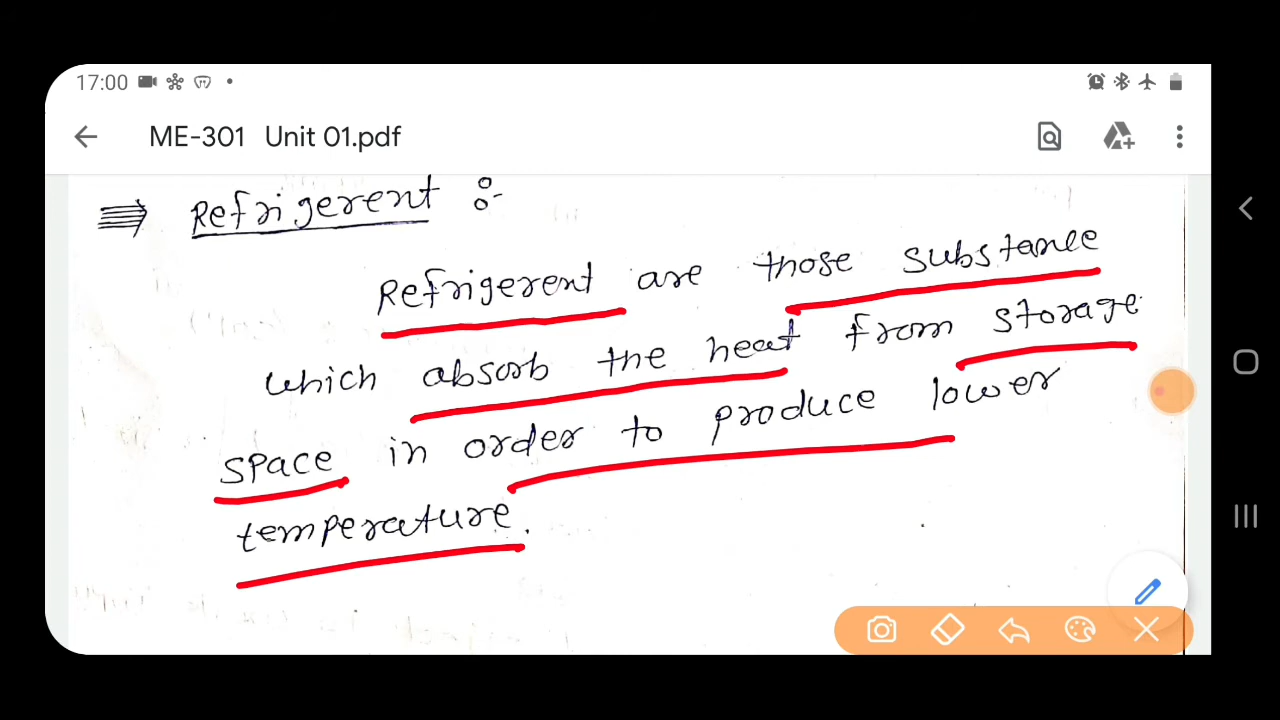 17:00
ME-301 Unit 01.pdf
Refrigerent :-
Refrigerent are those substance
which absorb the heat from storage
space in order to produce lower
temperature.